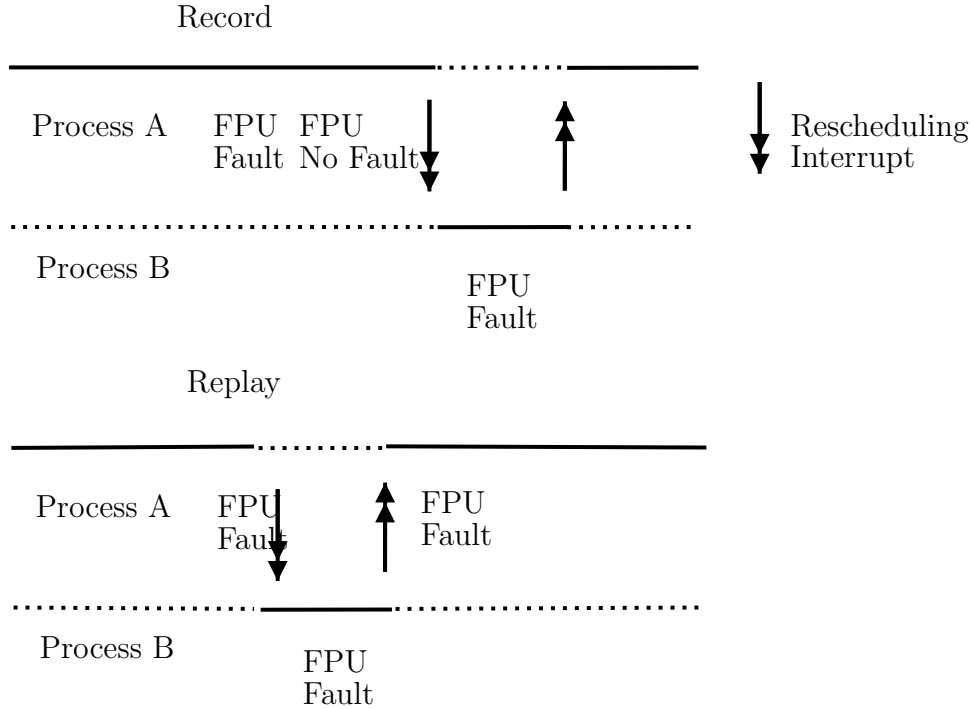 Record
Process A
FPU
Fault
FPU
No Fault
Rescheduling
Interrupt
Process B
FPU
Fault
Replay
Process A
FPU
Fault
FPU
Fault
Process B
FPU
Fault